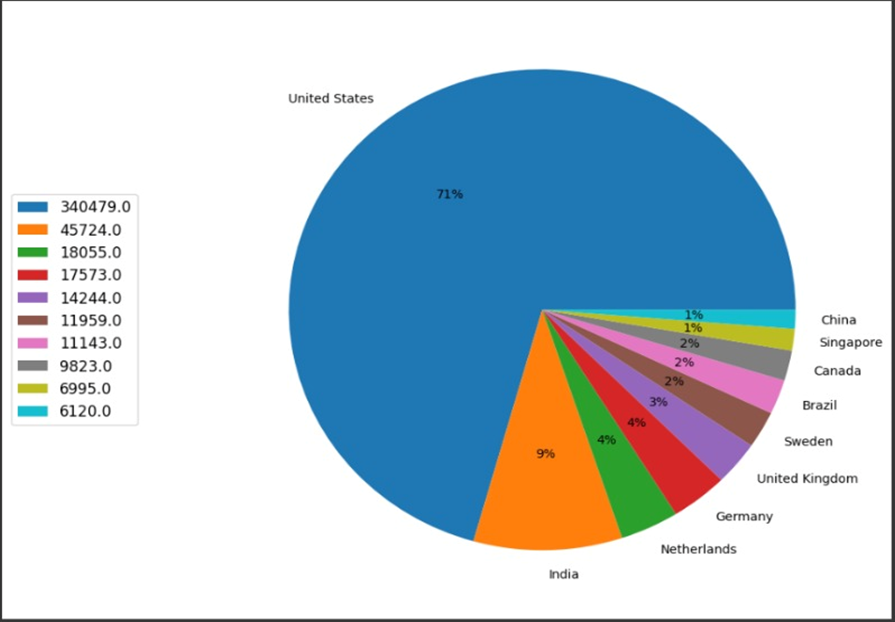 United States
71%
340479.0
45724.0
18055.0
17573.0
14244.0
11959.0
11143.0
9823.0
6995.0
6120.0
1%
China
1%
Singapore
2%
Canada
2%
Brazil
2%
Sweden
3%
United Kingdom
4%
Germany
4%
Netherlands
9%
India